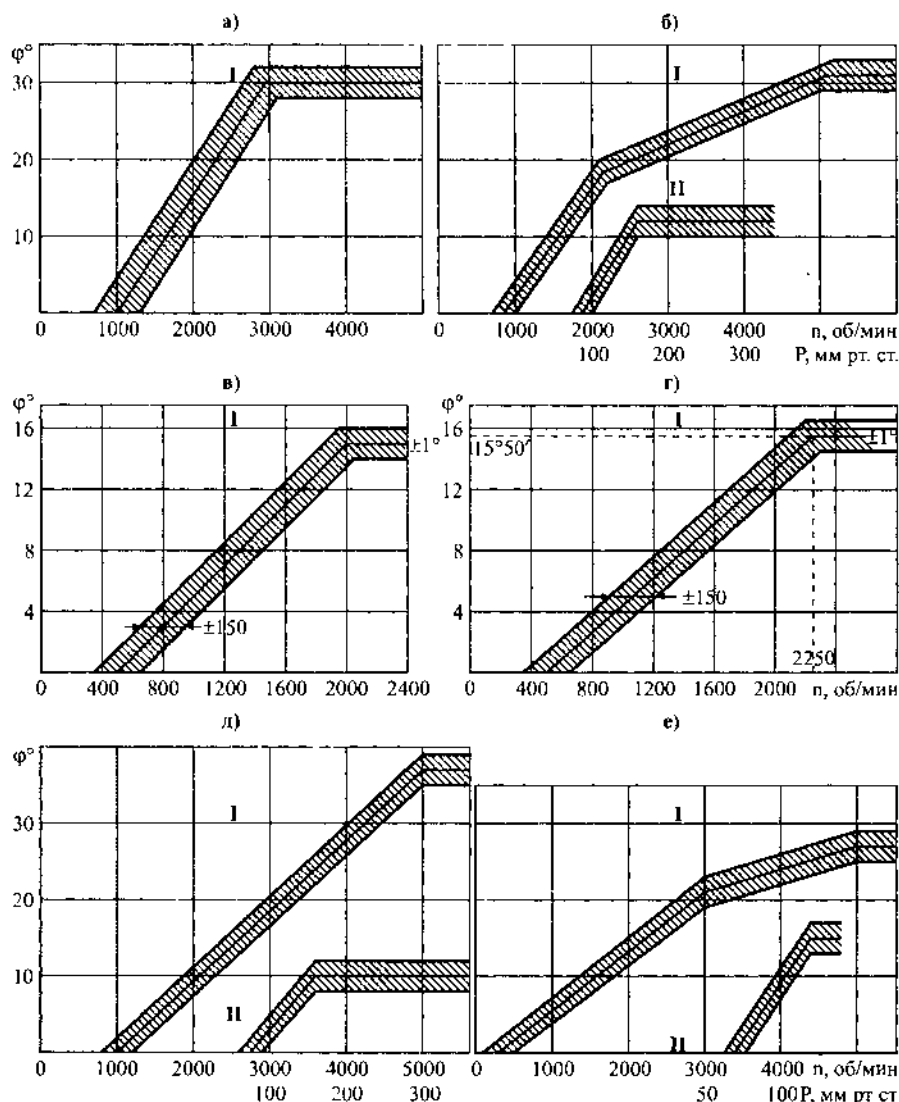 а) б)
φ° I I
30
20
II
10
0 1000 2000 3000 4000 0 1000 2000 3000 4000 n, об/мин
100 200 300 P, мм рт. ст.
в) г)
φ° I φ° I
16 ±1° 16 ±1°
15°50′
12 12
8 8
4 ±150 4 ±150
2250
0 400 800 1200 1600 2000 2400 0 400 800 1200 1600 2000 n, об/мин
д) е)
φ°
30 I I
20
10
II II
0 1000 2000 3000 4000 5000 0 1000 2000 3000 4000 n, об/мин
100 200 300 50 100 P, мм рт ст